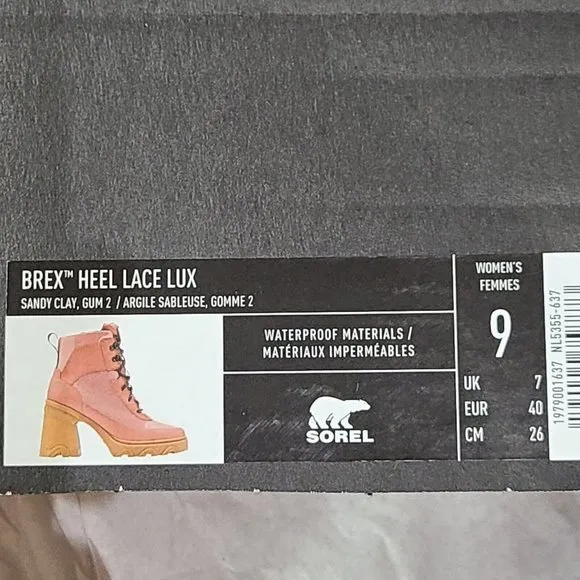 BREX™ HEEL LACE LUX
SANDY CLAY, GUM 2 / ARGILE SABLEUSE, GOMME 2
WATERPROOF MATERIALS /
MATÉRIAUX IMPERMÉABLES
SOREL
WOMEN'S
FEMMES
9
UK 7
EUR 40
CM 26
1979001637 NL5355-637